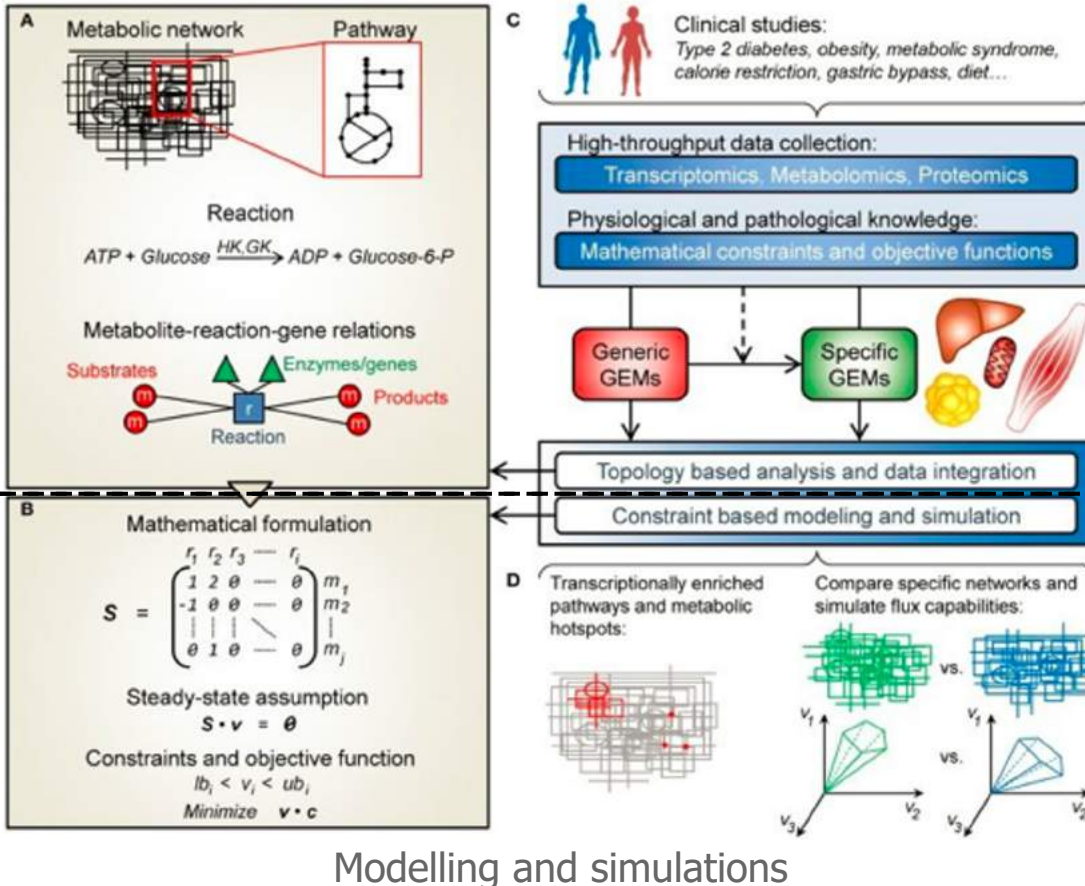 A
Metabolic network
Pathway
Reaction
ATP + Glucose HK,GK ADP + Glucose-6-P
Metabolite-reaction-gene relations
Substrates
Enzymes/genes
m
m
r
m
m
Products
Reaction
B
Mathematical formulation
r1 r2 r3 ---- ri
S = 1 2 0 ---- 0 m1
-1 0 0 ---- 0 m2
0 1 0 ---- 0 mj
Steady-state assumption
S • v = 0
Constraints and objective function
lbi < vi < ubi
Minimize v • c
C
Clinical studies:
Type 2 diabetes, obesity, metabolic syndrome,
calorie restriction, gastric bypass, diet...
High-throughput data collection:
Transcriptomics, Metabolomics, Proteomics
Physiological and pathological knowledge:
Mathematical constraints and objective functions
Generic
GEMs
Specific
GEMs
Topology based analysis and data integration
Constraint based modeling and simulation
D
Transcriptionally enriched
pathways and metabolic
hotspots:
Compare specific networks and
simulate flux capabilities:
vs.
v1
v2
v3
vs.
v1
v2
v3
Modelling and simulations